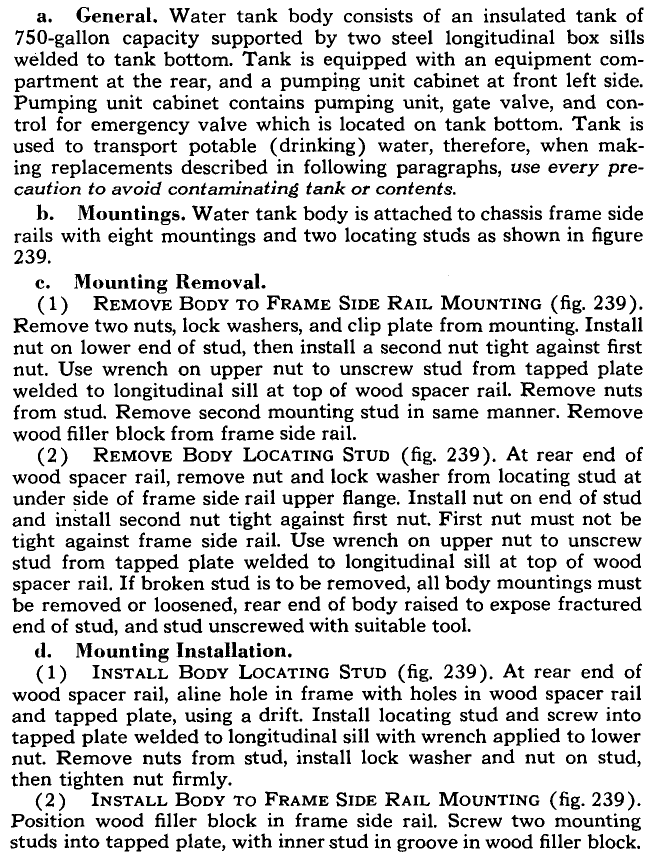 a. General. Water tank body consists of an insulated tank of
750-gallon capacity supported by two steel longitudinal box sills
welded to tank bottom. Tank is equipped with an equipment com-
partment at the rear, and a pumping unit cabinet at front left side.
Pumping unit cabinet contains pumping unit, gate valve, and con-
trol for emergency valve which is located on tank bottom. Tank is
used to transport potable (drinking) water, therefore, when mak-
ing replacements described in following paragraphs, use every pre-
caution to avoid contaminating tank or contents.
b. Mountings. Water tank body is attached to chassis frame side
rails with eight mountings and two locating studs as shown in figure
239.
c. Mounting Removal.
(1) REMOVE BODY TO FRAME SIDE RAIL MOUNTING (fig. 239).
Remove two nuts, lock washers, and clip plate from mounting. Install
nut on lower end of stud, then install a second nut tight against first
nut. Use wrench on upper nut to unscrew stud from tapped plate
welded to longitudinal sill at top of wood spacer rail. Remove nuts
from stud. Remove second mounting stud in same manner. Remove
wood filler block from frame side rail.
(2) REMOVE BODY LOCATING STUD (fig. 239). At rear end of
wood spacer rail, remove nut and lock washer from locating stud at
under side of frame side rail upper flange. Install nut on end of stud
and install second nut tight against first nut. First nut must not be
tight against frame side rail. Use wrench on upper nut to unscrew
stud from tapped plate welded to longitudinal sill at top of wood
spacer rail. If broken stud is to be removed, all body mountings must
be removed or loosened, rear end of body raised to expose fractured
end of stud, and stud unscrewed with suitable tool.
d. Mounting Installation.
(1) INSTALL BODY LOCATING STUD (fig. 239). At rear end of
wood spacer rail, aline hole in frame with holes in wood spacer rail
and tapped plate, using a drift. Install locating stud and screw into
tapped plate welded to longitudinal sill with wrench applied to lower
nut. Remove nuts from stud, install lock washer and nut on stud,
then tighten nut firmly.
(2) INSTALL BODY TO FRAME SIDE RAIL MOUNTING (fig. 239).
Position wood filler block in frame side rail. Screw two mounting
studs into tapped plate, with inner stud in groove in wood filler block.